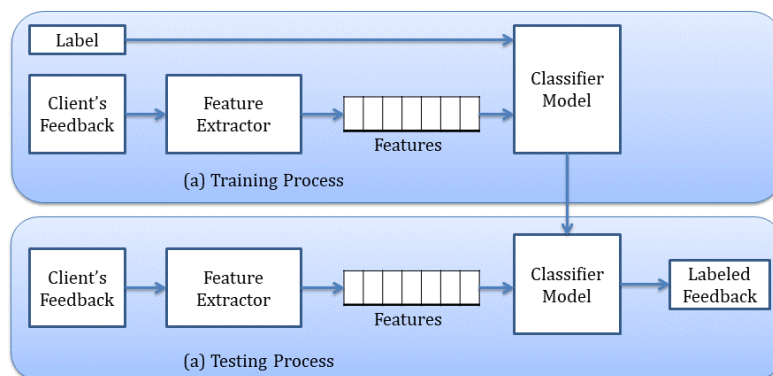 Label
Client's
Feedback
Feature
Extractor
Features
Classifier
Model
(a) Training Process
Client's
Feedback
Feature
Extractor
Features
Classifier
Model
Labeled
Feedback
(a) Testing Process